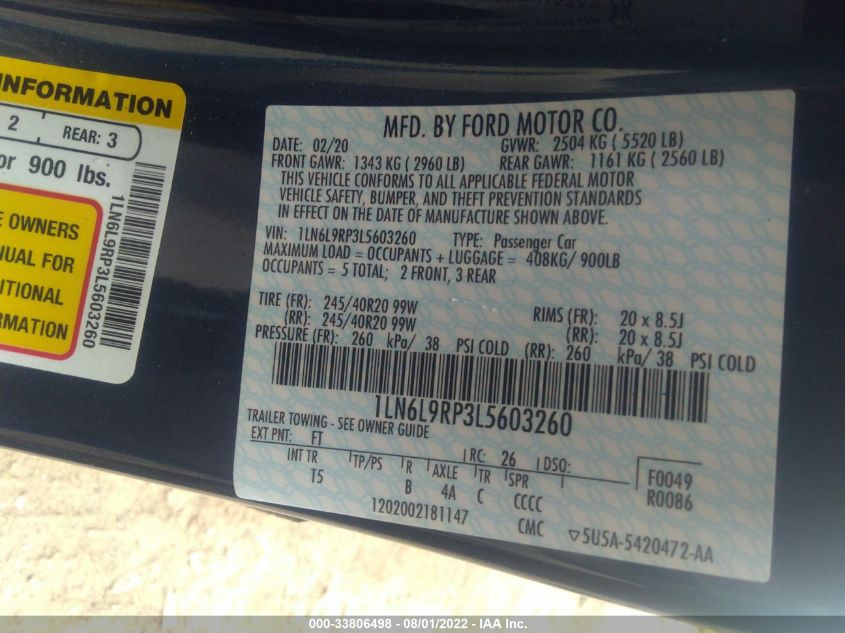 INFORMATION
2 REAR: 3
or 900 lbs.
E OWNERS
NUAL FOR
ITIONAL
RMATION
1LN6L9RP3L5603260
MFD. BY FORD MOTOR CO.
DATE: 02/20 GVWR: 2504 KG ( 5520 LB)
FRONT GAWR: 1343 KG ( 2960 LB) REAR GAWR: 1161 KG ( 2560 LB)
THIS VEHICLE CONFORMS TO ALL APPLICABLE FEDERAL MOTOR
VEHICLE SAFETY, BUMPER, AND THEFT PREVENTION STANDARDS
IN EFFECT ON THE DATE OF MANUFACTURE SHOWN ABOVE.
VIN: 1LN6L9RP3L5603260 TYPE: Passenger Car
MAXIMUM LOAD = OCCUPANTS + LUGGAGE = 408KG/ 900LB
OCCUPANTS = 5 TOTAL; 2 FRONT, 3 REAR
TIRE (FR): 245/40R20 99W RIMS (FR): 20 x 8.5J
(RR): 245/40R20 99W (RR): 20 x 8.5J
PRESSURE (FR): 260 kPa/ 38 PSI COLD (RR): 260 kPa/ 38 PSI COLD
1LN6L9RP3L5603260
TRAILER TOWING - SEE OWNER GUIDE
EXT PNT: FT RC: 26 DSO: F0049
INT TR TP/PS R AXLE TR SPR R0086
T5 B 4A C CCCC
1202002181147 CMC ▽5U5A-5420472-AA
000-33806498 - 08/01/2022 - IAA Inc.